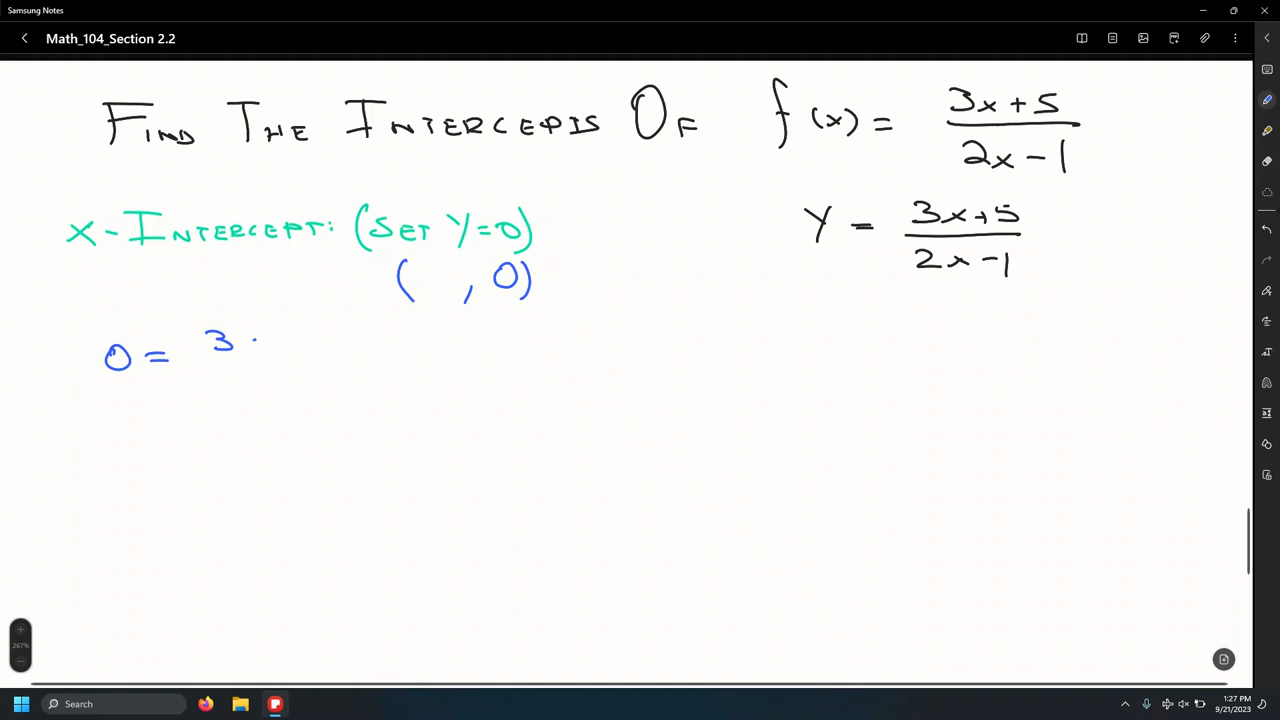 Samsung Notes
Math_104_Section 2.2
FIND THE INTERCEPTS OF f(x) = 3x+5 / 2x-1
X-INTERCEPT: (SET Y=0)
Y = 3x+5 / 2x-1
( , 0)
0 = 3
267%
Search
1:27 PM
9/21/2023